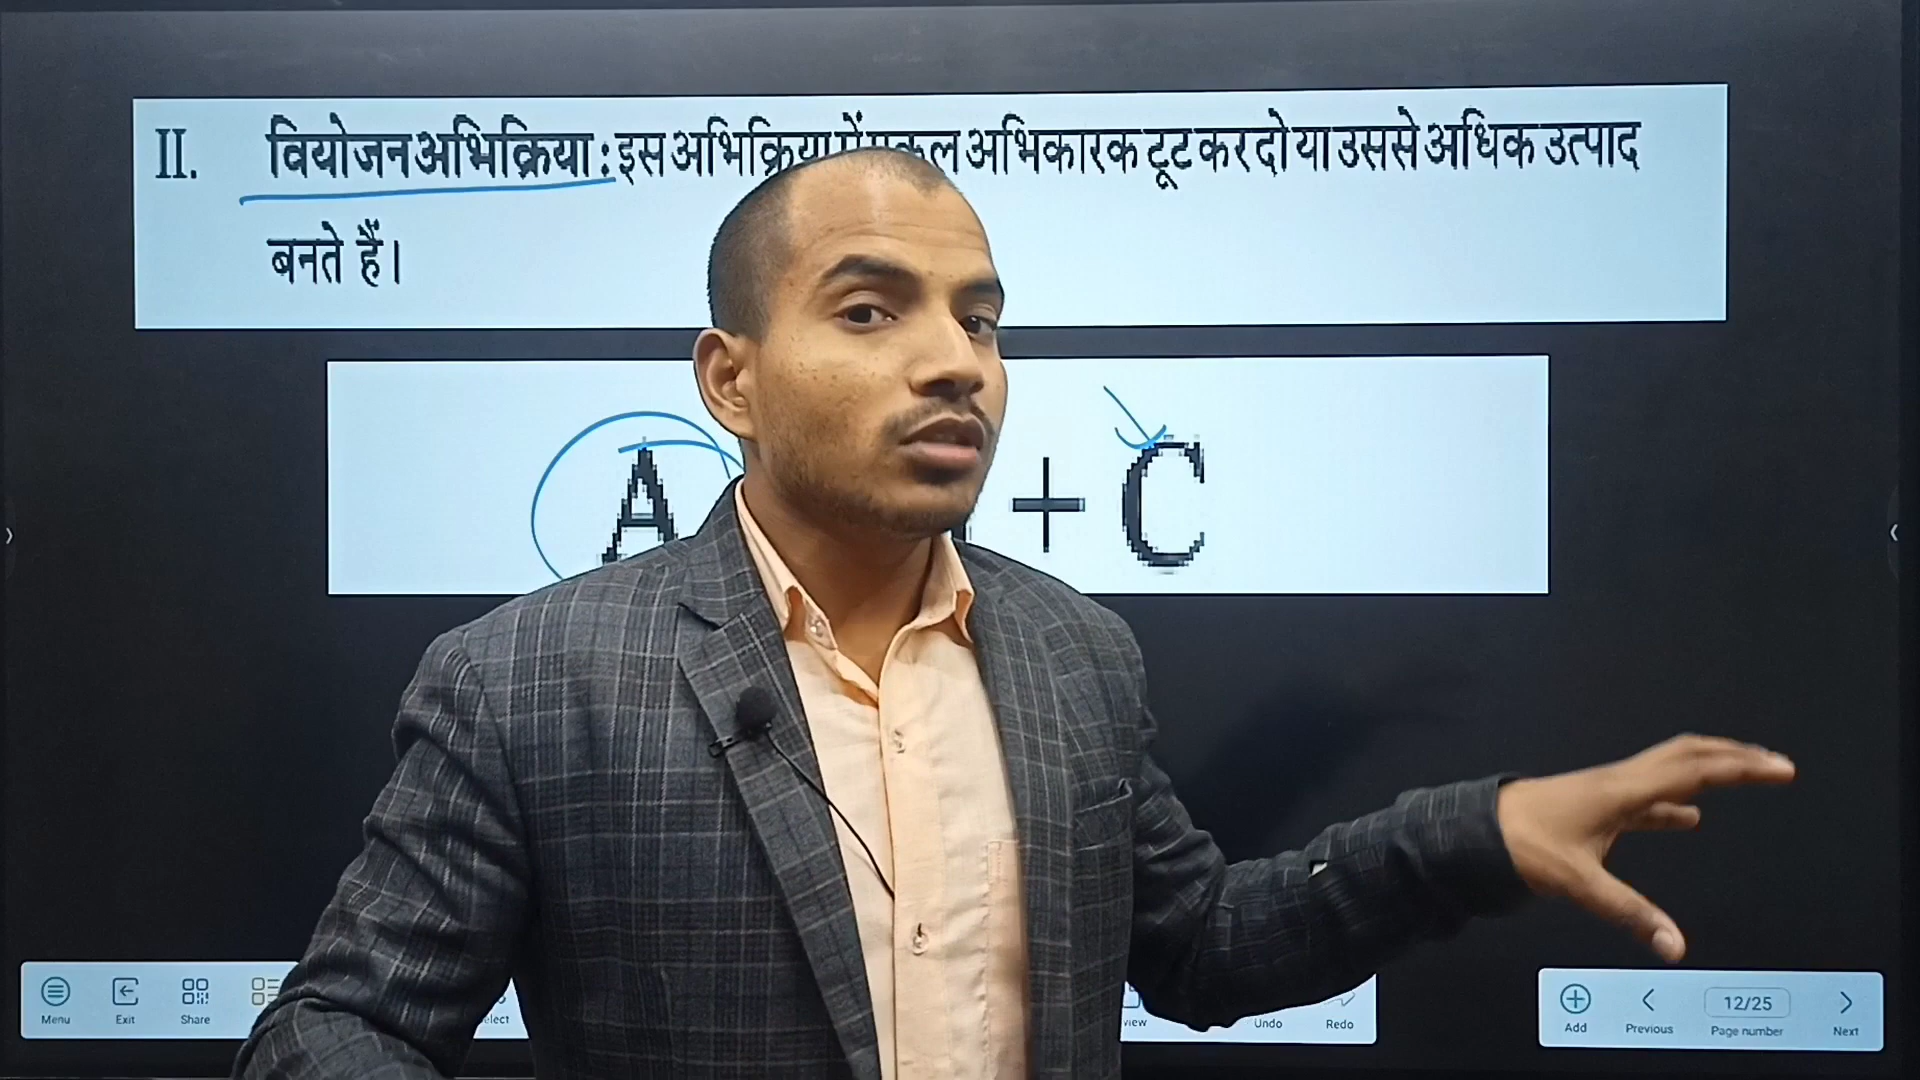 II. वियोजन अभिक्रिया : इस अभिक्रिया में एकल अभिकारक टूट कर दो या उससे अधिक उत्पाद
बनते हैं।
A + C
Menu Exit Share Undo Redo
Add Previous 12/25 Page number Next